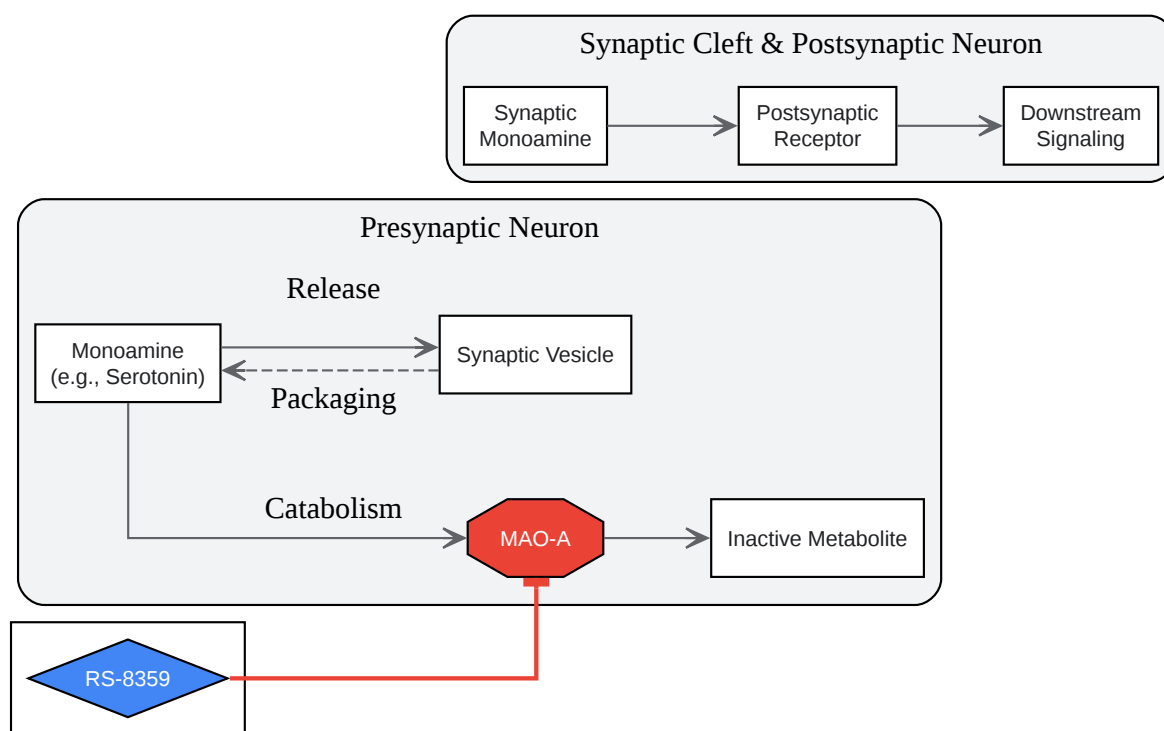 Synaptic Cleft & Postsynaptic Neuron
Synaptic
Monoamine
Postsynaptic
Receptor
Downstream
Signaling
Presynaptic Neuron
Release
Monoamine
(e.g., Serotonin)
Synaptic Vesicle
Packaging
Catabolism
MAO-A
Inactive Metabolite
RS-8359